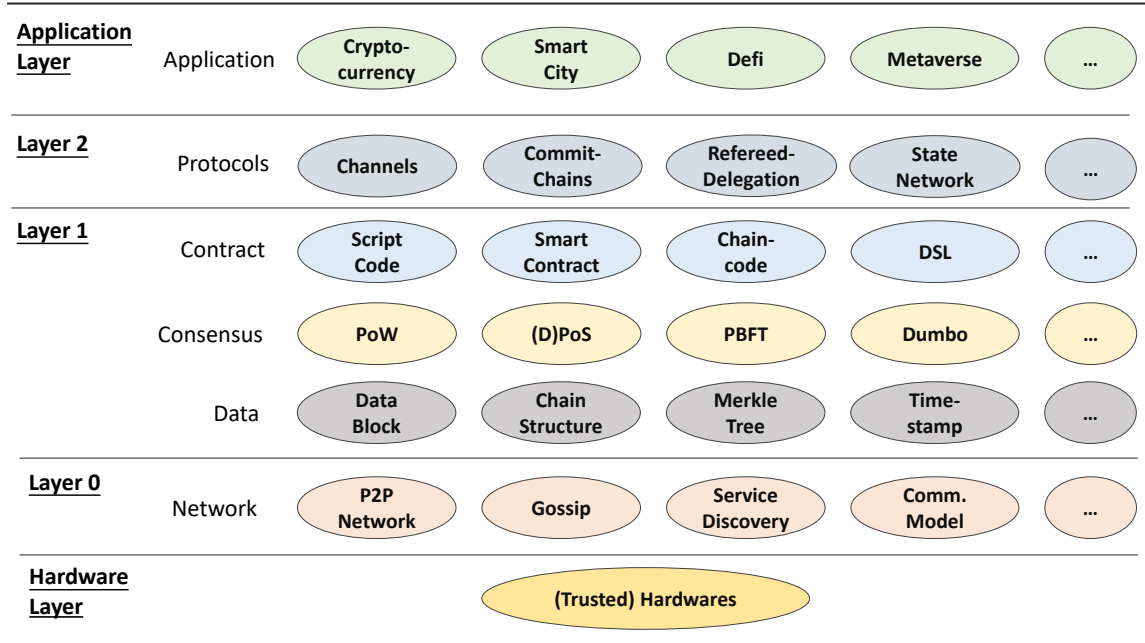 Application
Layer
Application
Crypto-
currency
Smart
City
Defi
Metaverse
...
Layer 2
Protocols
Channels
Commit-
Chains
Refereed-
Delegation
State
Network
...
Layer 1
Contract
Script
Code
Smart
Contract
Chain-
code
DSL
...
Consensus
PoW
(D)PoS
PBFT
Dumbo
...
Data
Data
Block
Chain
Structure
Merkle
Tree
Time-
stamp
...
Layer 0
Network
P2P
Network
Gossip
Service
Discovery
Comm.
Model
...
Hardware
Layer
(Trusted) Hardwares